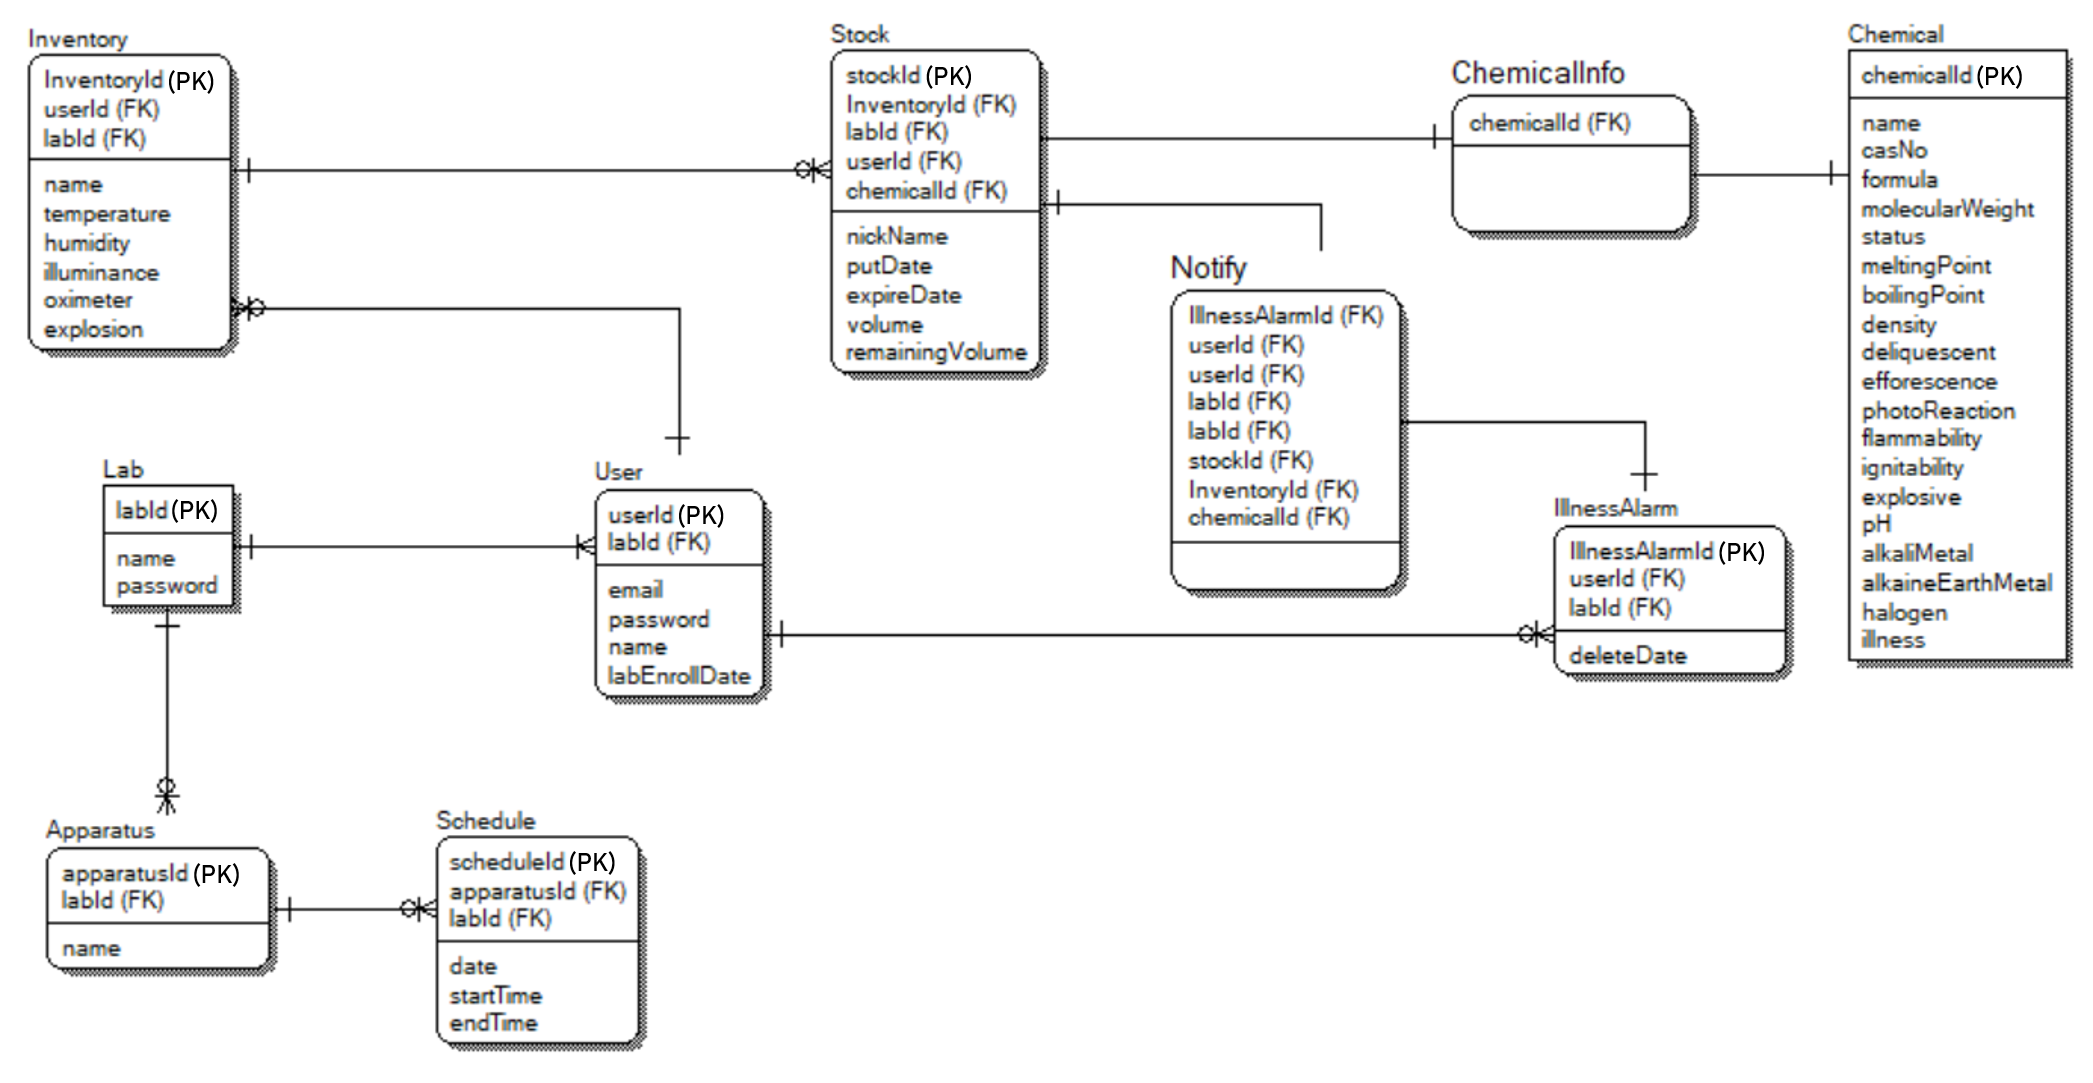 Inventory
InventoryId (PK)
userId (FK)
labId (FK)
name
temperature
humidity
illuminance
oximeter
explosion
Stock
stockId (PK)
InventoryId (FK)
labId (FK)
userId (FK)
chemicalId (FK)
nickName
putDate
expireDate
volume
remainingVolume
ChemicalInfo
chemicalId (FK)
Chemical
chemicalId (PK)
name
casNo
formula
molecularWeight
status
meltingPoint
boilingPoint
density
deliquescent
efforescence
photoReaction
flammability
ignitability
explosive
pH
alkaliMetal
alkaineEarthMetal
halogen
illness
Notify
IllnessAlarmId (FK)
userId (FK)
userId (FK)
labId (FK)
labId (FK)
stockId (FK)
InventoryId (FK)
chemicalId (FK)
Lab
labId (PK)
name
password
User
userId (PK)
labId (FK)
email
password
name
labEnrollDate
IllnessAlarm
IllnessAlarmId (PK)
userId (FK)
labId (FK)
deleteDate
Apparatus
apparatusId (PK)
labId (FK)
name
Schedule
scheduleId (PK)
apparatusId (FK)
labId (FK)
date
startTime
endTime